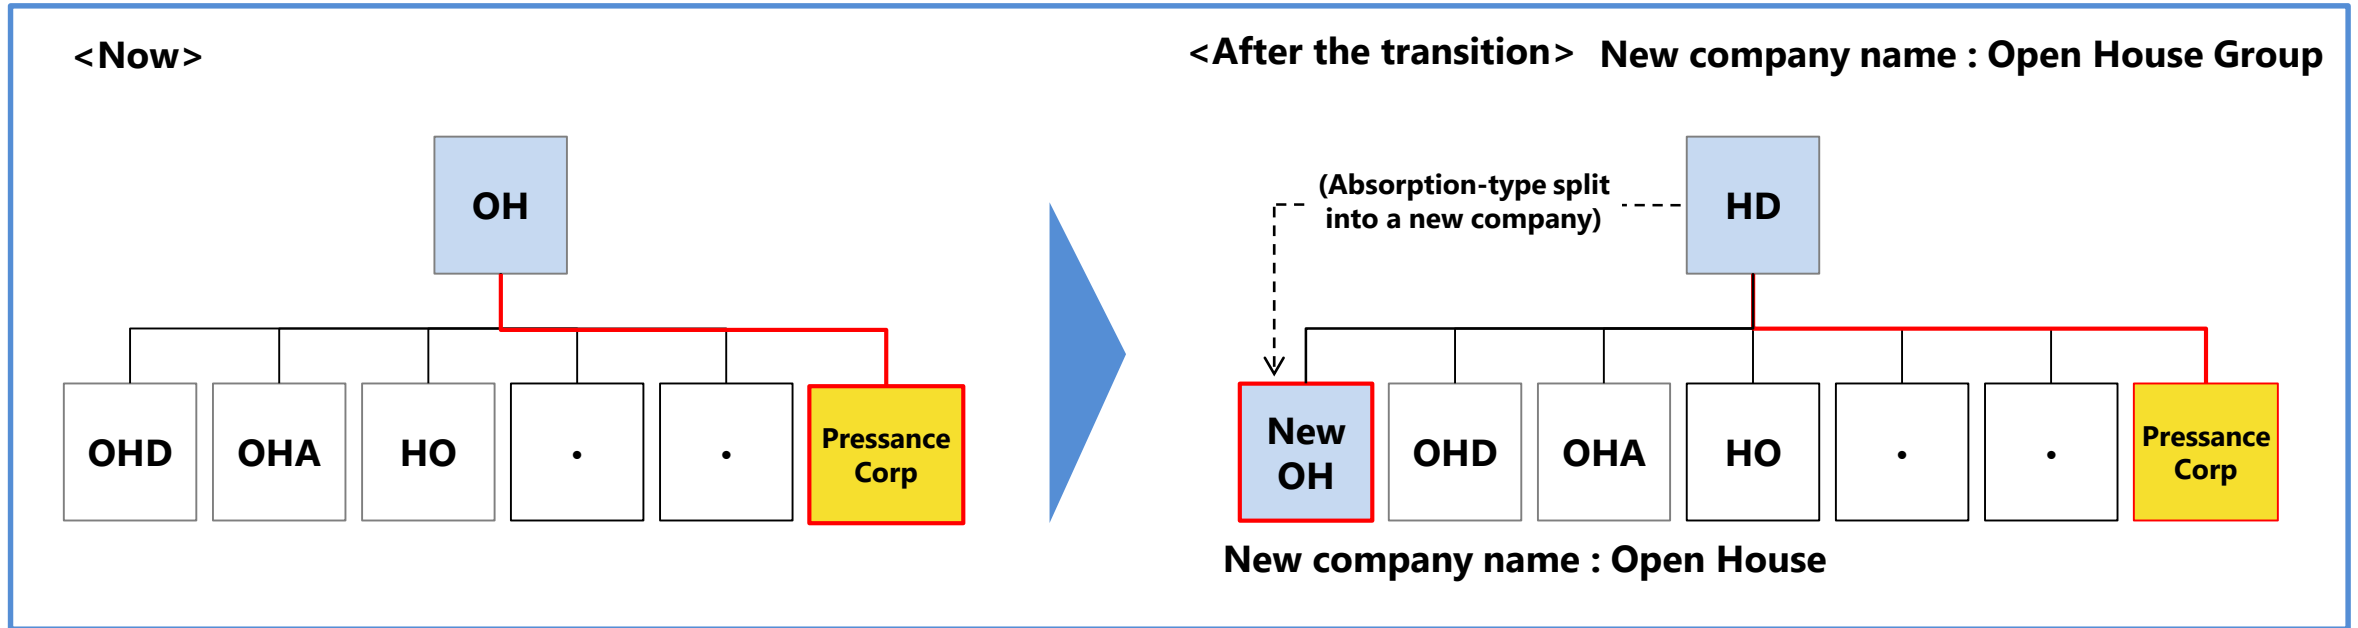 <Now>
OH
OHD
OHA
HO
・
・
Pressance
Corp
<After the transition>
New company name : Open House Group
(Absorption-type split
into a new company)
HD
New
OH
OHD
OHA
HO
・
・
Pressance
Corp
New company name : Open House